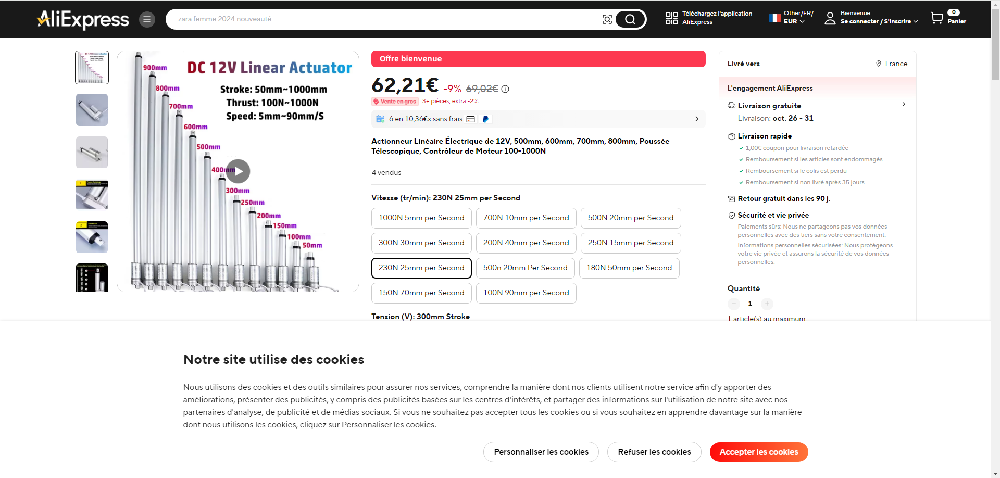 AliExpress
zara femme 2024 nouveauté
Téléchargez l'application
AliExpress
Other/FR/
EUR
Bienvenue
Se connecter / S'inscrire
0
Panier
DC 12V Linear Actuator
Stroke: 50mm~1000mm
Thrust: 100N~1000N
Speed: 5mm~90mm/S
900mm
800mm
700mm
600mm
500mm
400mm
300mm
250mm
200mm
150mm
100mm
50mm
Offre bienvenue
62,21€ -9% 69,02€
Vente en gros 3+ pièces, extra -2%
6 en 10,36€x sans frais
Actionneur Linéaire Électrique de 12V, 500mm, 600mm, 700mm, 800mm, Poussée
Télescopique, Contrôleur de Moteur 100-1000N
4 vendus
Vitesse (tr/min): 230N 25mm per Second
1000N 5mm per Second
700N 10mm per Second
500N 20mm per Second
300N 30mm per Second
200N 40mm per Second
250N 15mm per Second
230N 25mm per Second
500n 20mm Per Second
180N 50mm per Second
150N 70mm per Second
100N 90mm per Second
Tension (V): 300mm Stroke
Livré vers
France
L'engagement AliExpress
Livraison gratuite
Livraison: oct. 26 - 31
Livraison rapide
1,00€ coupon pour livraison retardée
Remboursement si les articles sont endommagés
Remboursement si le colis est perdu
Remboursement si non livré après 35 jours
Retour gratuit dans les 90 j.
Sécurité et vie privée
Paiements sûrs: Nous ne partageons pas vos données
personnelles avec des tiers sans votre consentement.
Informations personnelles sécurisées: Nous protégeons
votre vie privée et assurons la sécurité de vos données
personnelles.
Quantité
1
1 article(s) au maximum
Notre site utilise des cookies
Nous utilisons des cookies et des outils similaires pour assurer nos services, comprendre la manière dont nos clients utilisent notre service afin d'y apporter des
améliorations, présenter des publicités, y compris des publicités basées sur les centres d'intérêts, et partager des informations sur l'utilisation de notre site avec nos
partenaires d'analyse, de publicité et de médias sociaux. Si vous ne souhaitez pas accepter tous les cookies ou si vous souhaitez en apprendre davantage sur la manière
dont nous utilisons les cookies, cliquez sur Personnaliser les cookies.
Personnaliser les cookies
Refuser les cookies
Accepter les cookies